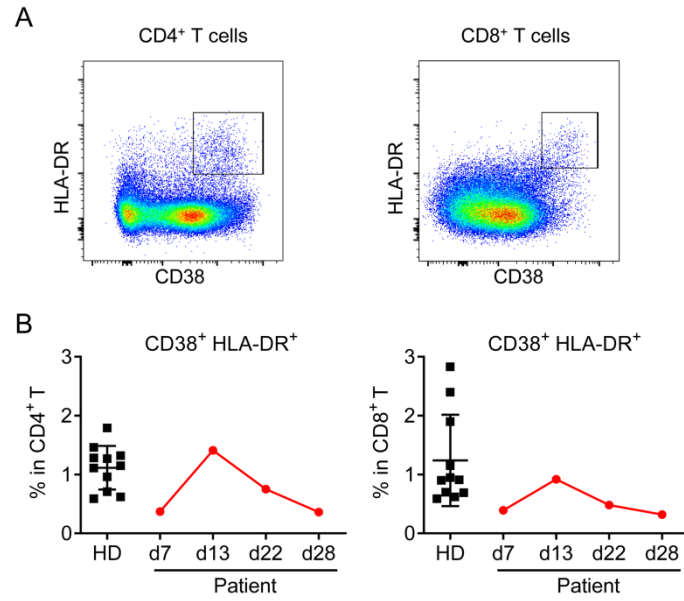 A
CD4⁺ T cells
CD8⁺ T cells
HLA-DR
CD38
HLA-DR
CD38
B
CD38⁺ HLA-DR⁺
% in CD4⁺ T
3
2
1
0
HD d7 d13 d22 d28
Patient
CD38⁺ HLA-DR⁺
% in CD8⁺ T
3
2
1
0
HD d7 d13 d22 d28
Patient